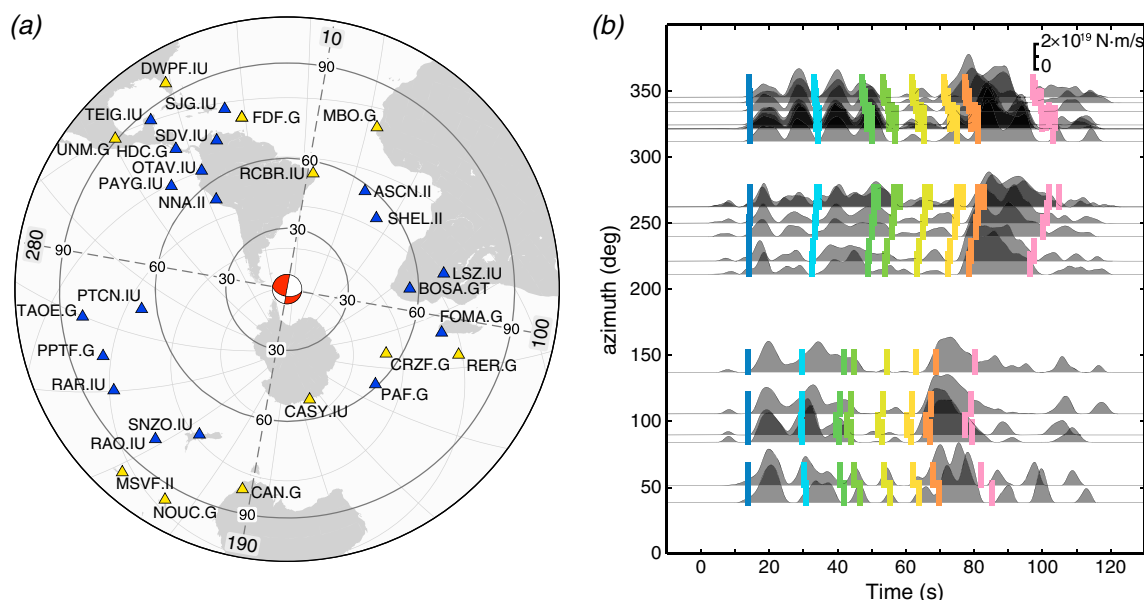 (a)
10
90
DWPF.IU
SJG.IU
TEIG.IU
FDF.G
MBO.G
UNM.G
SDV.IU
HDC.G
OTAV.IU
60
RCBR.IU
PAYG.IU
ASCN.II
NNA.II
SHEL.II
30
280
90
60
LSZ.IU
30
BOSA.GT
30
PTCN.IU
60
FOMA.G
TAOE.G
90
100
PPTF.G
30
CRZF.G
RER.G
RAR.IU
PAF.G
CASY.IU
60
SNZO.IU
RAO.IU
MSVF.II
CAN.G
NOUC.G
90
190
(b)
2×10¹⁹ N·m/s
0
350
300
250
200
150
100
50
0
azimuth (deg)
0 20 40 60 80 100 120
Time (s)